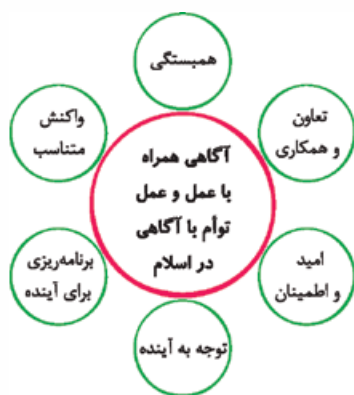 همبستگی
تعاون
و همکاری
امید
و اطمینان
توجه به آینده
برنامه‌ریزی
برای آینده
واکنش
متناسب
آگاهی همراه
با عمل و عمل
توأم با آگاهی
در اسلام